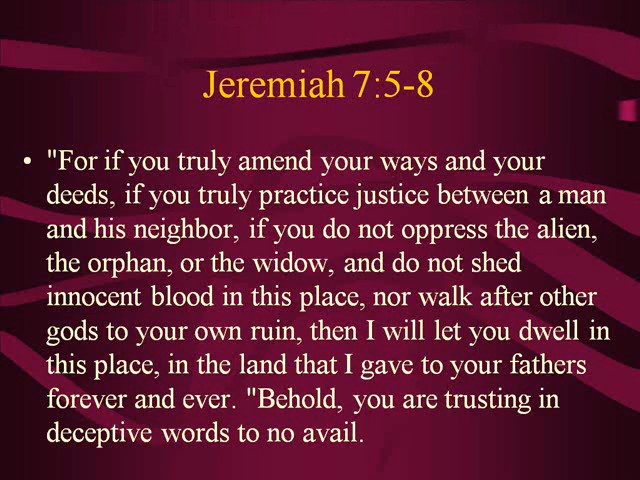 Jeremiah 7:5-8
• "For if you truly amend your ways and your
deeds, if you truly practice justice between a man
and his neighbor, if you do not oppress the alien,
the orphan, or the widow, and do not shed
innocent blood in this place, nor walk after other
gods to your own ruin, then I will let you dwell in
this place, in the land that I gave to your fathers
forever and ever. "Behold, you are trusting in
deceptive words to no avail.